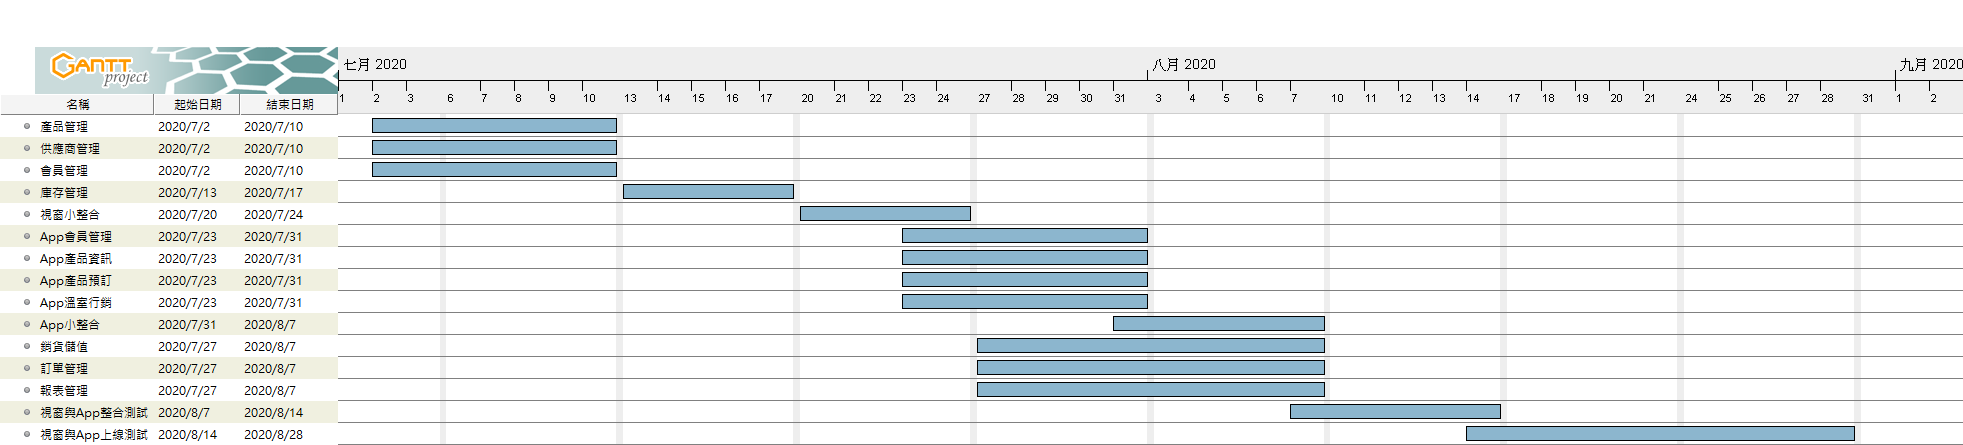 GANTT
project
七月 2020
八月 2020
九月 2020
名稱 起始日期 結束日期
1 2 3 6 7 8 9 10 13 14 15 16 17 20 21 22 23 24 27 28 29 30 31 3 4 5 6 7 10 11 12 13 14 17 18 19 20 21 24 25 26 27 28 31 1 2
產品管理 2020/7/2 2020/7/10
供應商管理 2020/7/2 2020/7/10
會員管理 2020/7/2 2020/7/10
庫存管理 2020/7/13 2020/7/17
視窗小整合 2020/7/20 2020/7/24
App會員管理 2020/7/23 2020/7/31
App產品資訊 2020/7/23 2020/7/31
App產品預訂 2020/7/23 2020/7/31
App溫室行銷 2020/7/23 2020/7/31
App小整合 2020/7/31 2020/8/7
銷貨儲值 2020/7/27 2020/8/7
訂單管理 2020/7/27 2020/8/7
報表管理 2020/7/27 2020/8/7
視窗與App整合測試 2020/8/7 2020/8/14
視窗與App上線測試 2020/8/14 2020/8/28